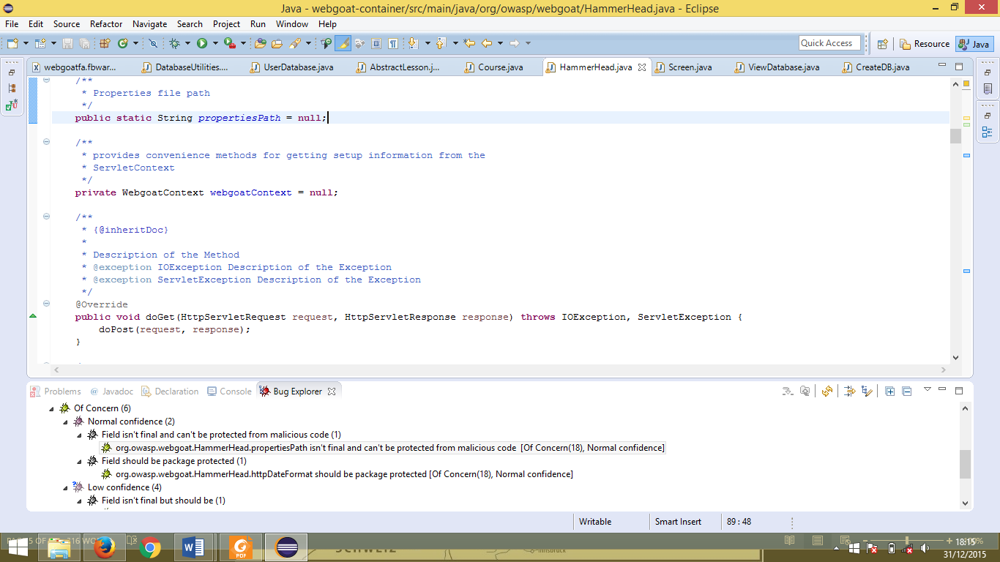 Java - webgoat-container/src/main/java/org/owasp/webgoat/HammerHead.java - Eclipse
File Edit Source Refactor Navigate Search Project Run Window Help
Quick Access Resource Java
webgoatfa.fbwar... DatabaseUtilities.... UserDatabase.java AbstractLesson.j... Course.java HammerHead.java Screen.java ViewDatabase.java CreateDB.java
/**
* Properties file path
*/
public static String propertiesPath = null;
/**
* provides convenience methods for getting setup information from the
* ServletContext
*/
private WebgoatContext webgoatContext = null;
/**
* {@inheritDoc}
*
* Description of the Method
* @exception IOException Description of the Exception
* @exception ServletException Description of the Exception
*/
@Override
public void doGet(HttpServletRequest request, HttpServletResponse response) throws IOException, ServletException {
doPost(request, response);
}
Problems @ Javadoc Declaration Console Bug Explorer
Of Concern (6)
Normal confidence (2)
Field isn't final and can't be protected from malicious code (1)
org.owasp.webgoat.HammerHead.propertiesPath isn't final and can't be protected from malicious code [Of Concern(18), Normal confidence]
Field should be package protected (1)
org.owasp.webgoat.HammerHead.httpDateFormat should be package protected [Of Concern(18), Normal confidence]
Low confidence (4)
Field isn't final but should be (1)
Writable Smart Insert 89 : 48
SCHWEIZ
Innsbruck
PDF
18:15
31/12/2015